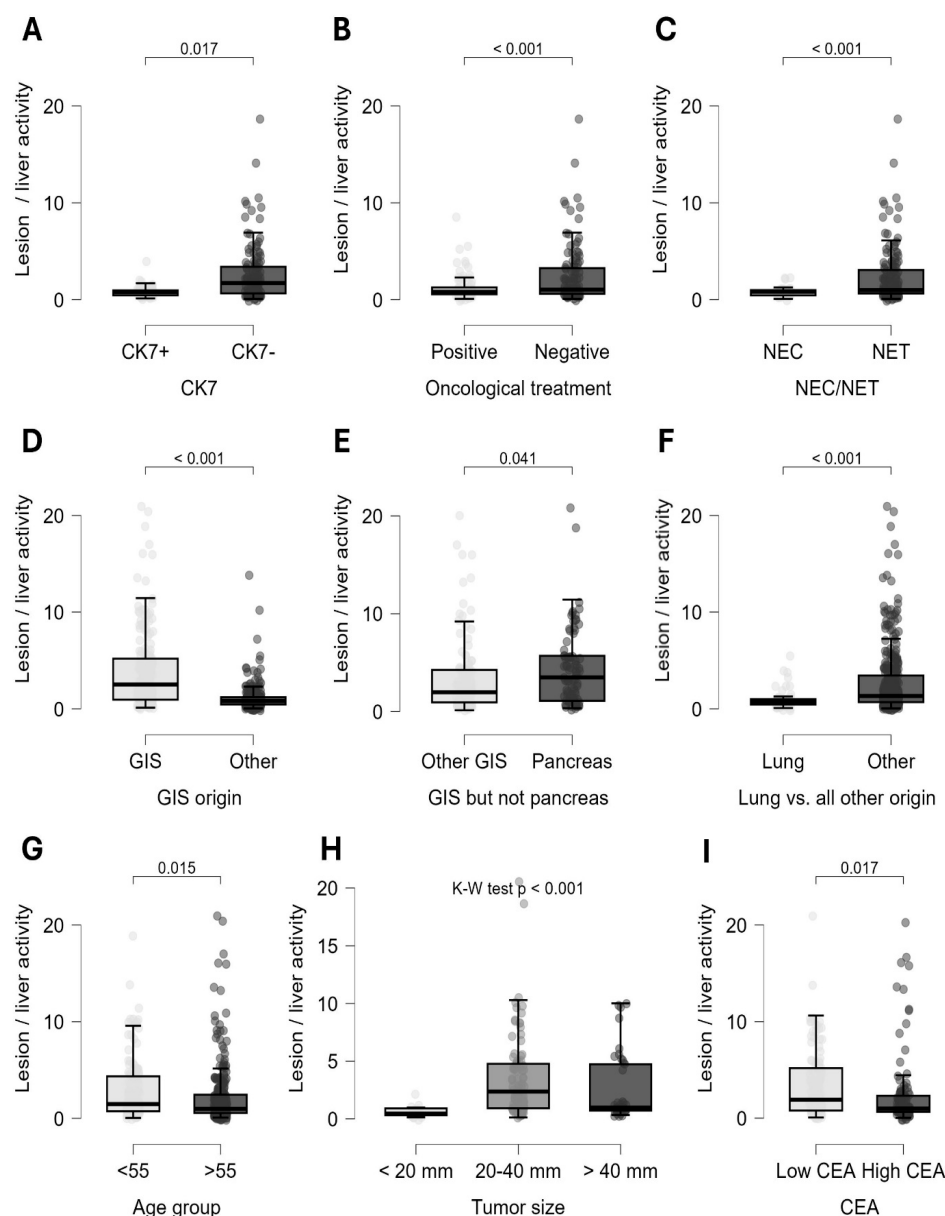 A
B
C
0.017
< 0.001
< 0.001
Lesion / liver activity
20
10
0
CK7+ CK7-
CK7
Lesion / liver activity
20
10
0
Positive Negative
Oncological treatment
Lesion / liver activity
20
10
0
NEC NET
NEC/NET
D
E
F
< 0.001
0.041
< 0.001
Lesion / liver activity
20
10
0
GIS Other
GIS origin
Lesion / liver activity
20
10
0
Other GIS Pancreas
GIS but not pancreas
Lesion / liver activity
20
10
0
Lung Other
Lung vs. all other origin
G
H
I
0.015
K-W test p < 0.001
0.017
Lesion / liver activity
20
10
0
<55 >55
Age group
Lesion / liver activity
20
15
10
5
0
< 20 mm 20-40 mm > 40 mm
Tumor size
Lesion / liver activity
20
10
0
Low CEA High CEA
CEA